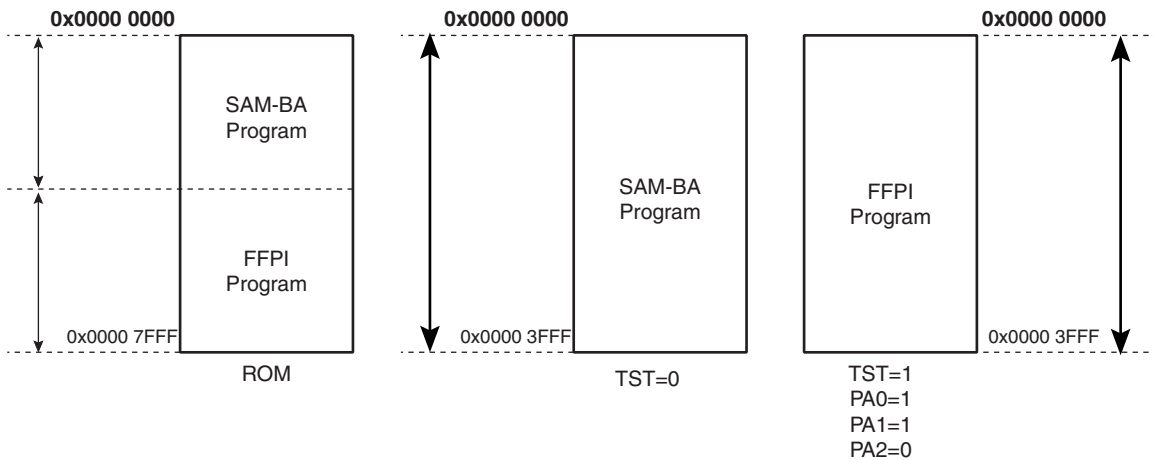 0x0000 0000
SAM-BA
Program
FFPI
Program
0x0000 7FFF
ROM
0x0000 0000
SAM-BA
Program
0x0000 3FFF
TST=0
0x0000 0000
FFPI
Program
0x0000 3FFF
TST=1
PA0=1
PA1=1
PA2=0